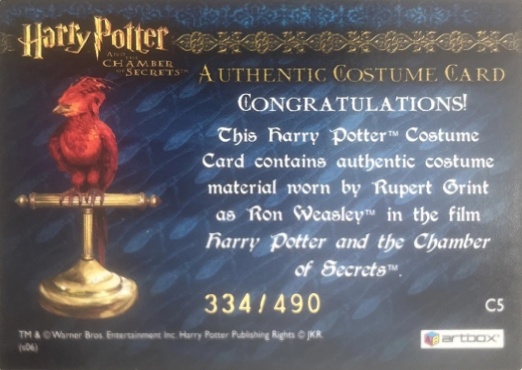 Harry Potter
AND THE
CHAMBER
OF SECRETS™
AUTHENTIC COSTUME CARD
CONGRATULATIONS!
This Harry Potter™ Costume
Card contains authentic costume
material worn by Rupert Grint
as Ron Weasley™ in the film
Harry Potter and the Chamber
of Secrets™.
334/490
C5
TM & © Warner Bros. Entertainment Inc. Harry Potter Publishing Rights © JKR.
(s06)
artbox